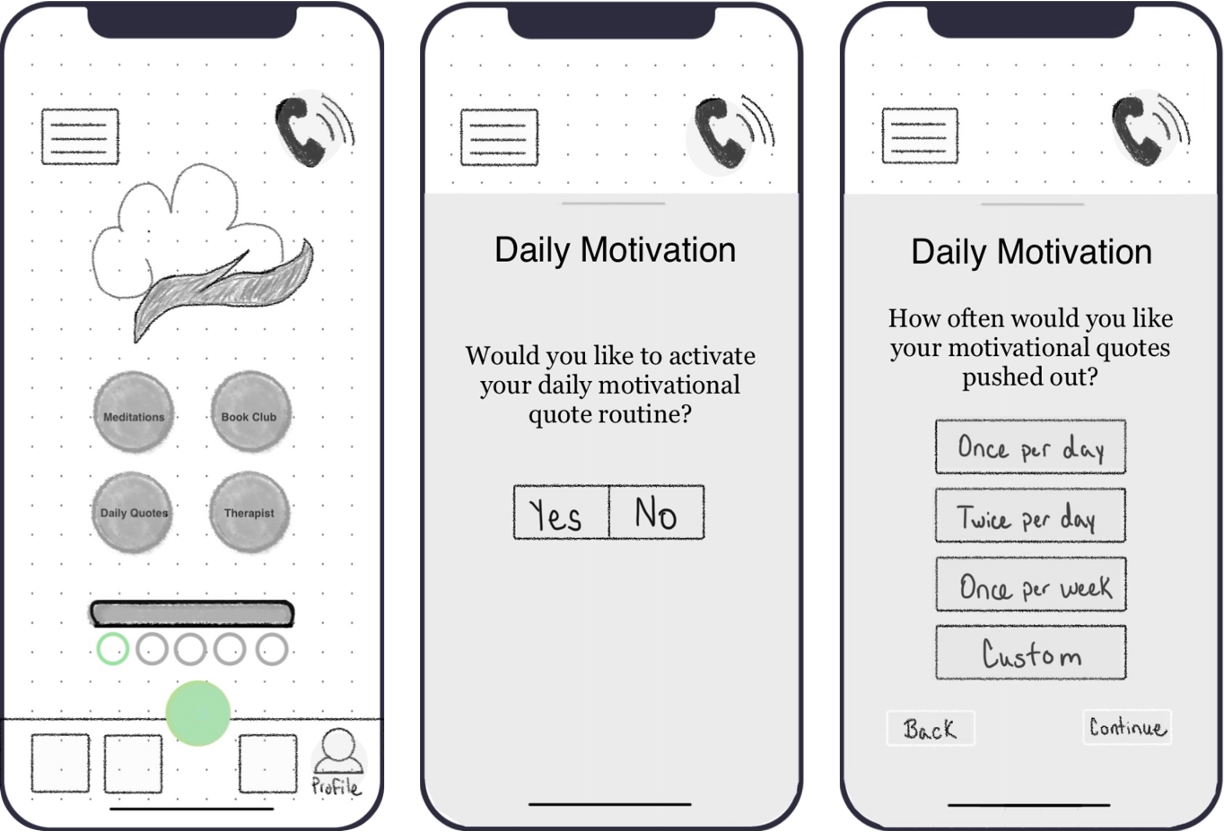 Meditations
Book Club
Daily Quotes
Therapist
Profile
Daily Motivation
Would you like to activate
your daily motivational
quote routine?
Yes
No
Daily Motivation
How often would you like
your motivational quotes
pushed out?
Once per day
Twice per day
Once per week
Custom
Back
Continue